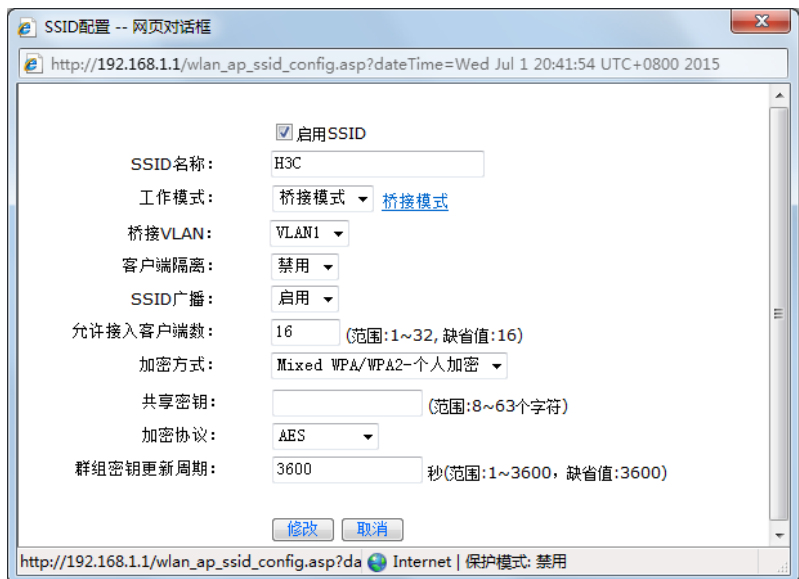 SSID配置 -- 网页对话框
http://192.168.1.1/wlan_ap_ssid_config.asp?dateTime=Wed Jul 1 20:41:54 UTC+0800 2015
启用SSID
SSID名称: H3C
工作模式: 桥接模式 桥接模式
桥接VLAN: VLAN1
客户端隔离: 禁用
SSID广播: 启用
允许接入客户端数: 16 (范围:1~32, 缺省值:16)
加密方式: Mixed WPA/WPA2-个人加密
共享密钥: (范围:8~63个字符)
加密协议: AES
群组密钥更新周期: 3600 秒(范围:1~3600，缺省值:3600)
修改 取消
http://192.168.1.1/wlan_ap_ssid_config.asp?da Internet | 保护模式: 禁用